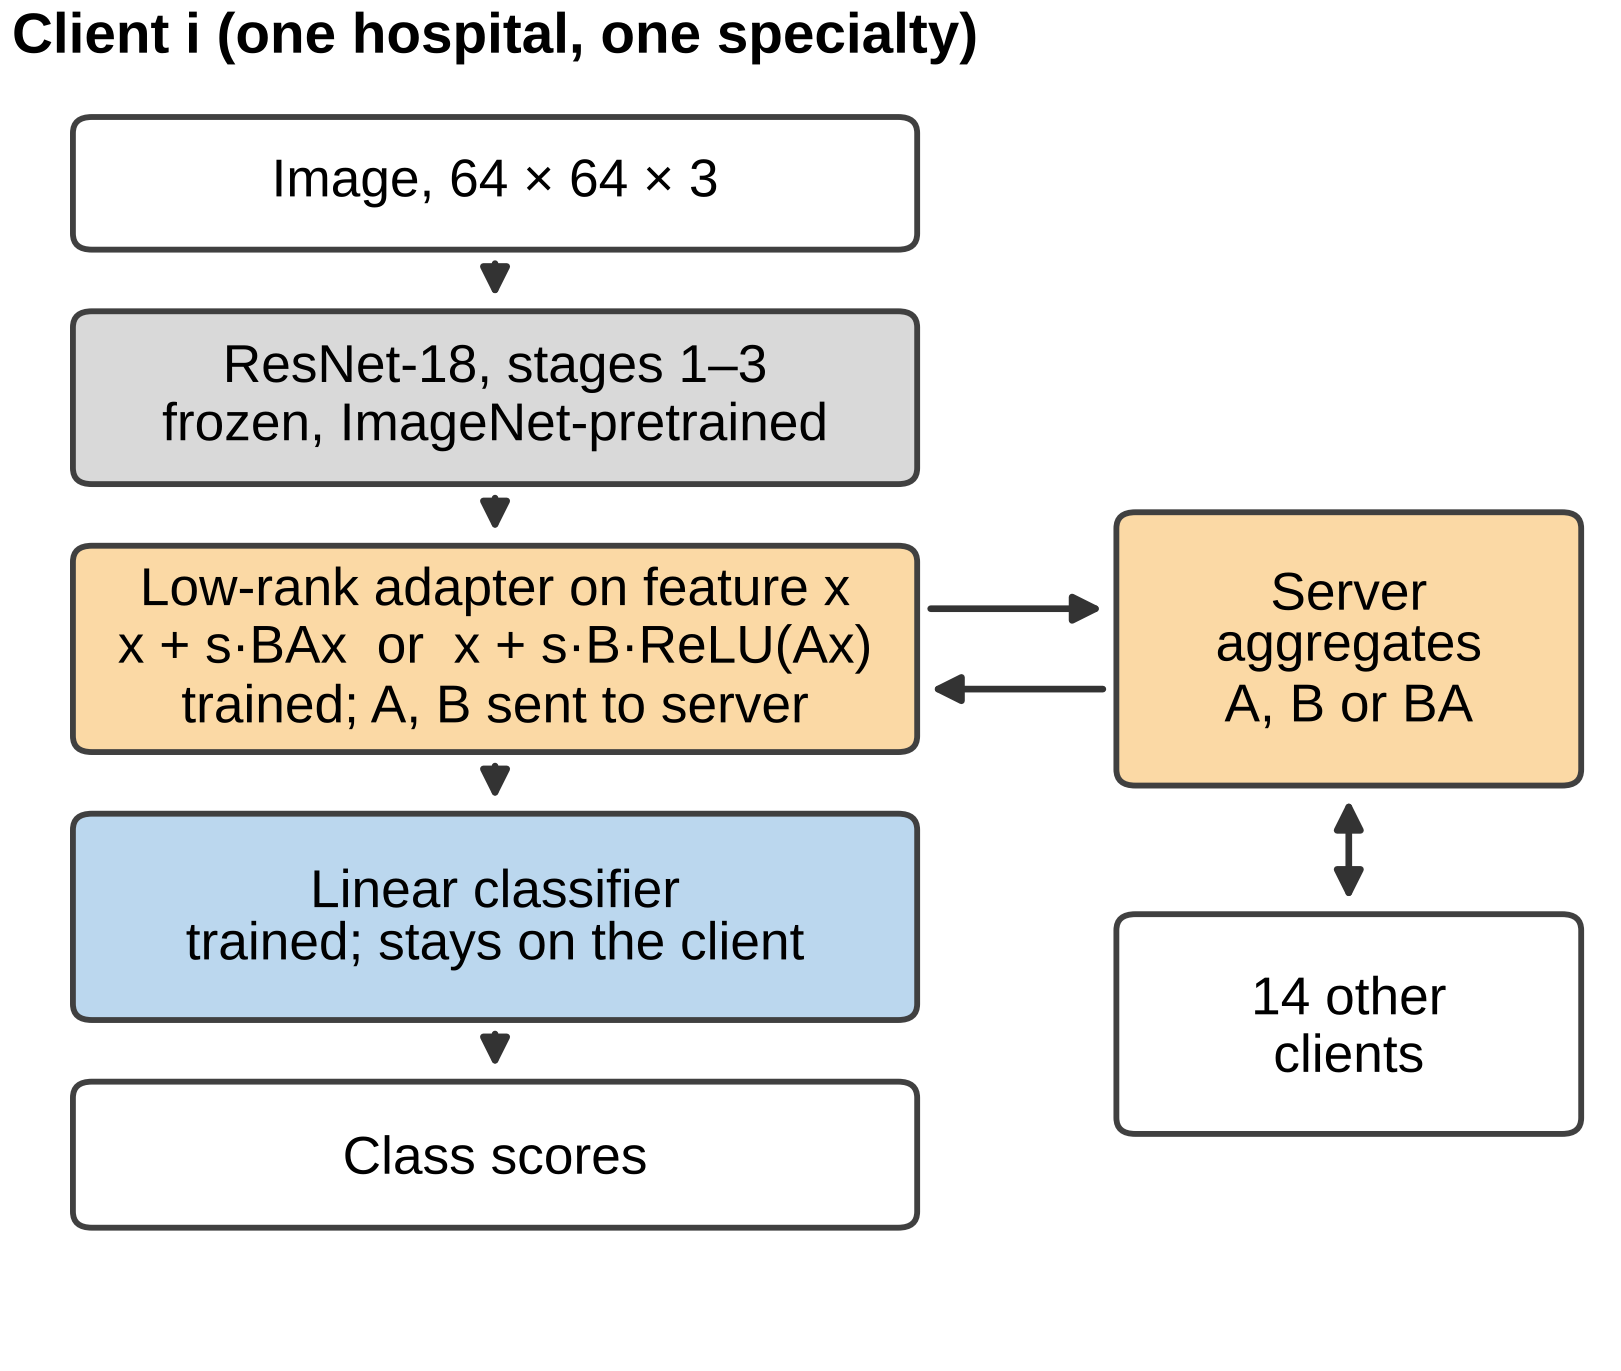 Client i (one hospital, one specialty)
Image, 64 × 64 × 3
ResNet-18, stages 1–3
frozen, ImageNet-pretrained
Low-rank adapter on feature x
x + s·BAx or x + s·B·ReLU(Ax)
trained; A, B sent to server
Server
aggregates
A, B or BA
Linear classifier
trained; stays on the client
14 other
clients
Class scores